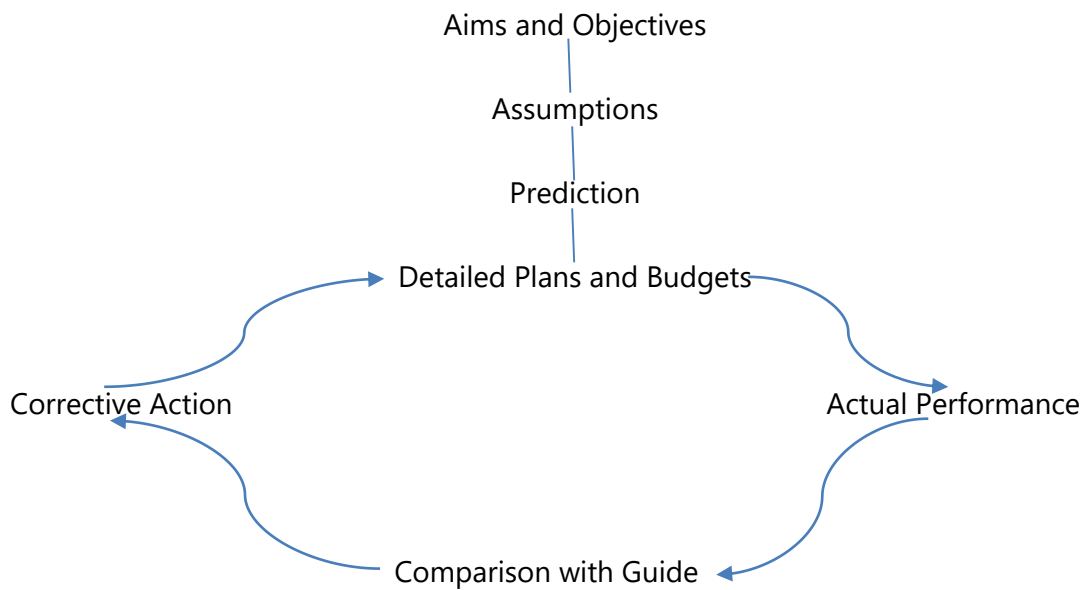 Aims and Objectives
Assumptions
Prediction
Detailed Plans and Budgets
Corrective Action
Actual Performance
Comparison with Guide